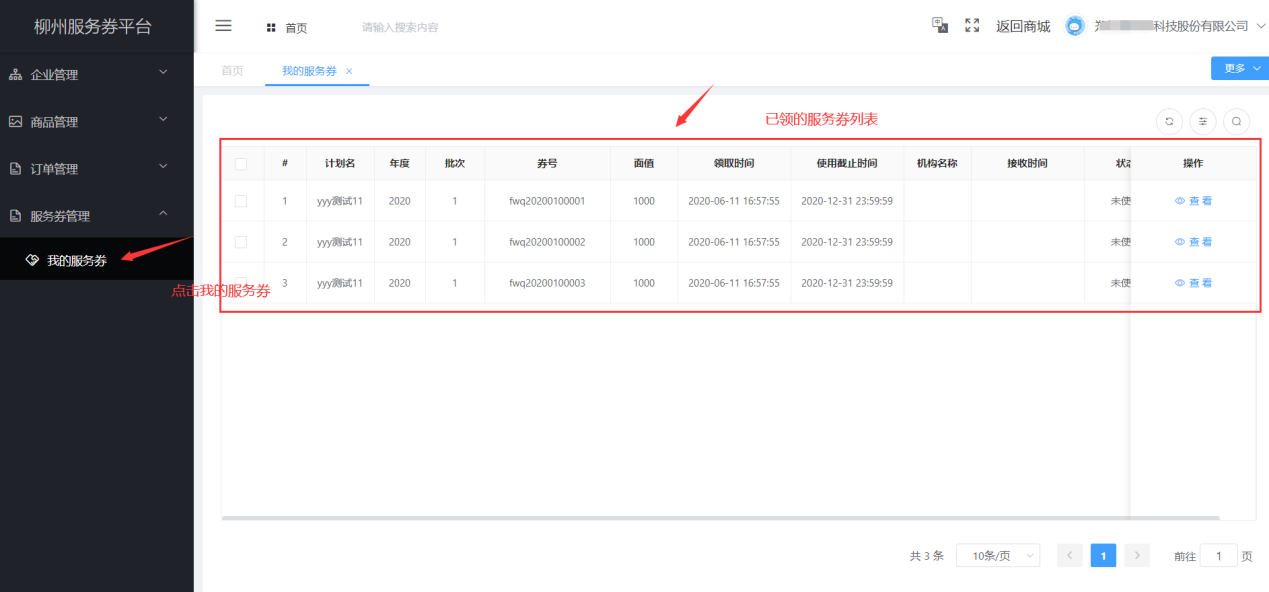 柳州服务券平台
首页
请输入搜索内容
返回商城
科技股份有限公司
企业管理
商品管理
订单管理
服务券管理
我的服务券
点击我的服务券
首页
我的服务券 ×
更多
已领的服务券列表
# 计划名 年度 批次 券号 面值 领取时间 使用截止时间 机构名称 接收时间 状态 操作
1 yyy测试11 2020 1 fwq20200100001 1000 2020-06-11 16:57:55 2020-12-31 23:59:59 未使 查看
2 yyy测试11 2020 1 fwq20200100002 1000 2020-06-11 16:57:55 2020-12-31 23:59:59 未使 查看
3 yyy测试11 2020 1 fwq20200100003 1000 2020-06-11 16:57:55 2020-12-31 23:59:59 未使 查看
共 3 条 10条/页 < 1 > 前往 1 页